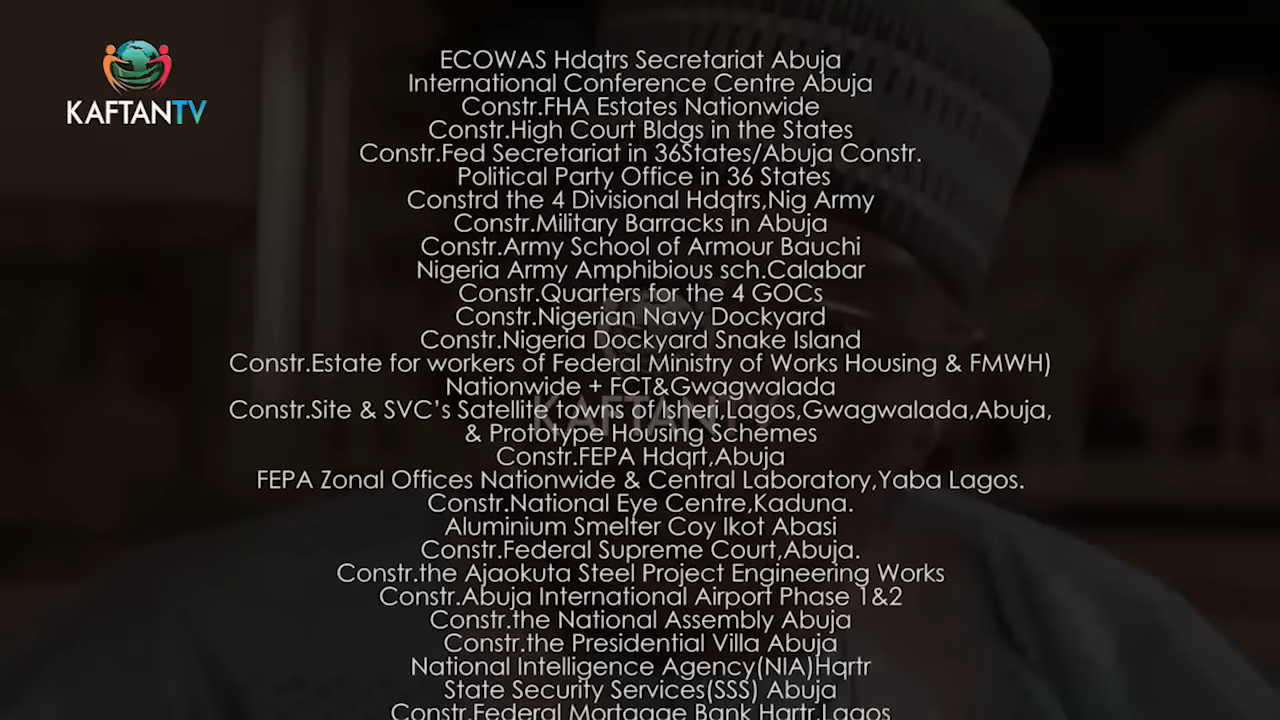 KAFTANTV
ECOWAS Hdqtrs Secretariat Abuja
International Conference Centre Abuja
Constr.FHA Estates Nationwide
Constr.High Court Bldgs in the States
Constr.Fed Secretariat in 36States/Abuja Constr.
Political Party Office in 36 States
Constrd the 4 Divisional Hdqtrs,Nig Army
Constr.Military Barracks in Abuja
Constr.Army School of Armour Bauchi
Nigeria Army Amphibious sch.Calabar
Constr.Quarters for the 4 GOCs
Constr.Nigerian Navy Dockyard
Constr.Nigeria Dockyard Snake Island
Constr.Estate for workers of Federal Ministry of Works Housing & FMWH)
Nationwide + FCT&Gwagwalada
Constr.Site & SVC's Satellite towns of Isheri,Lagos,Gwagwalada,Abuja,
& Prototype Housing Schemes
Constr.FEPA Hdqrt,Abuja
FEPA Zonal Offices Nationwide & Central Laboratory,Yaba Lagos.
Constr.National Eye Centre,Kaduna.
Aluminium Smelfer Coy Ikot Abasi
Constr.Federal Supreme Court,Abuja.
Constr.the Ajaokuta Steel Project Engineering Works
Constr.Abuja International Airport Phase 1&2
Constr.the National Assembly Abuja
Constr.the Presidential Villa Abuja
National Intelligence Agency(NIA)Hqrtr
State Security Services(SSS) Abuja
Constr.Federal Mortgage Bank Hqrtr,Lagos
KAFTANTV